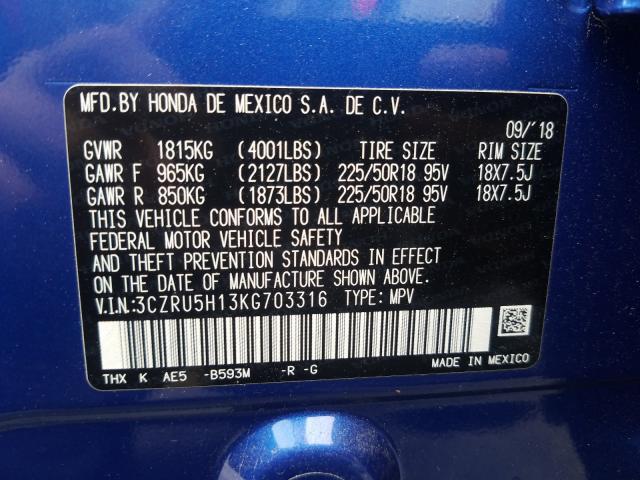 MFD.BY HONDA DE MEXICO S.A. DE C.V.
09/'18
GVWR 1815KG (4001LBS) TIRE SIZE RIM SIZE
GAWR F 965KG (2127LBS) 225/50R18 95V 18X7.5J
GAWR R 850KG (1873LBS) 225/50R18 95V 18X7.5J
THIS VEHICLE CONFORMS TO ALL APPLICABLE
FEDERAL MOTOR VEHICLE SAFETY
AND THEFT PREVENTION STANDARDS IN EFFECT
ON THE DATE OF MANUFACTURE SHOWN ABOVE.
V.I.N:3CZRU5H13KG703316 TYPE: MPV
THX K AE5 -B593M -R -G
MADE IN MEXICO